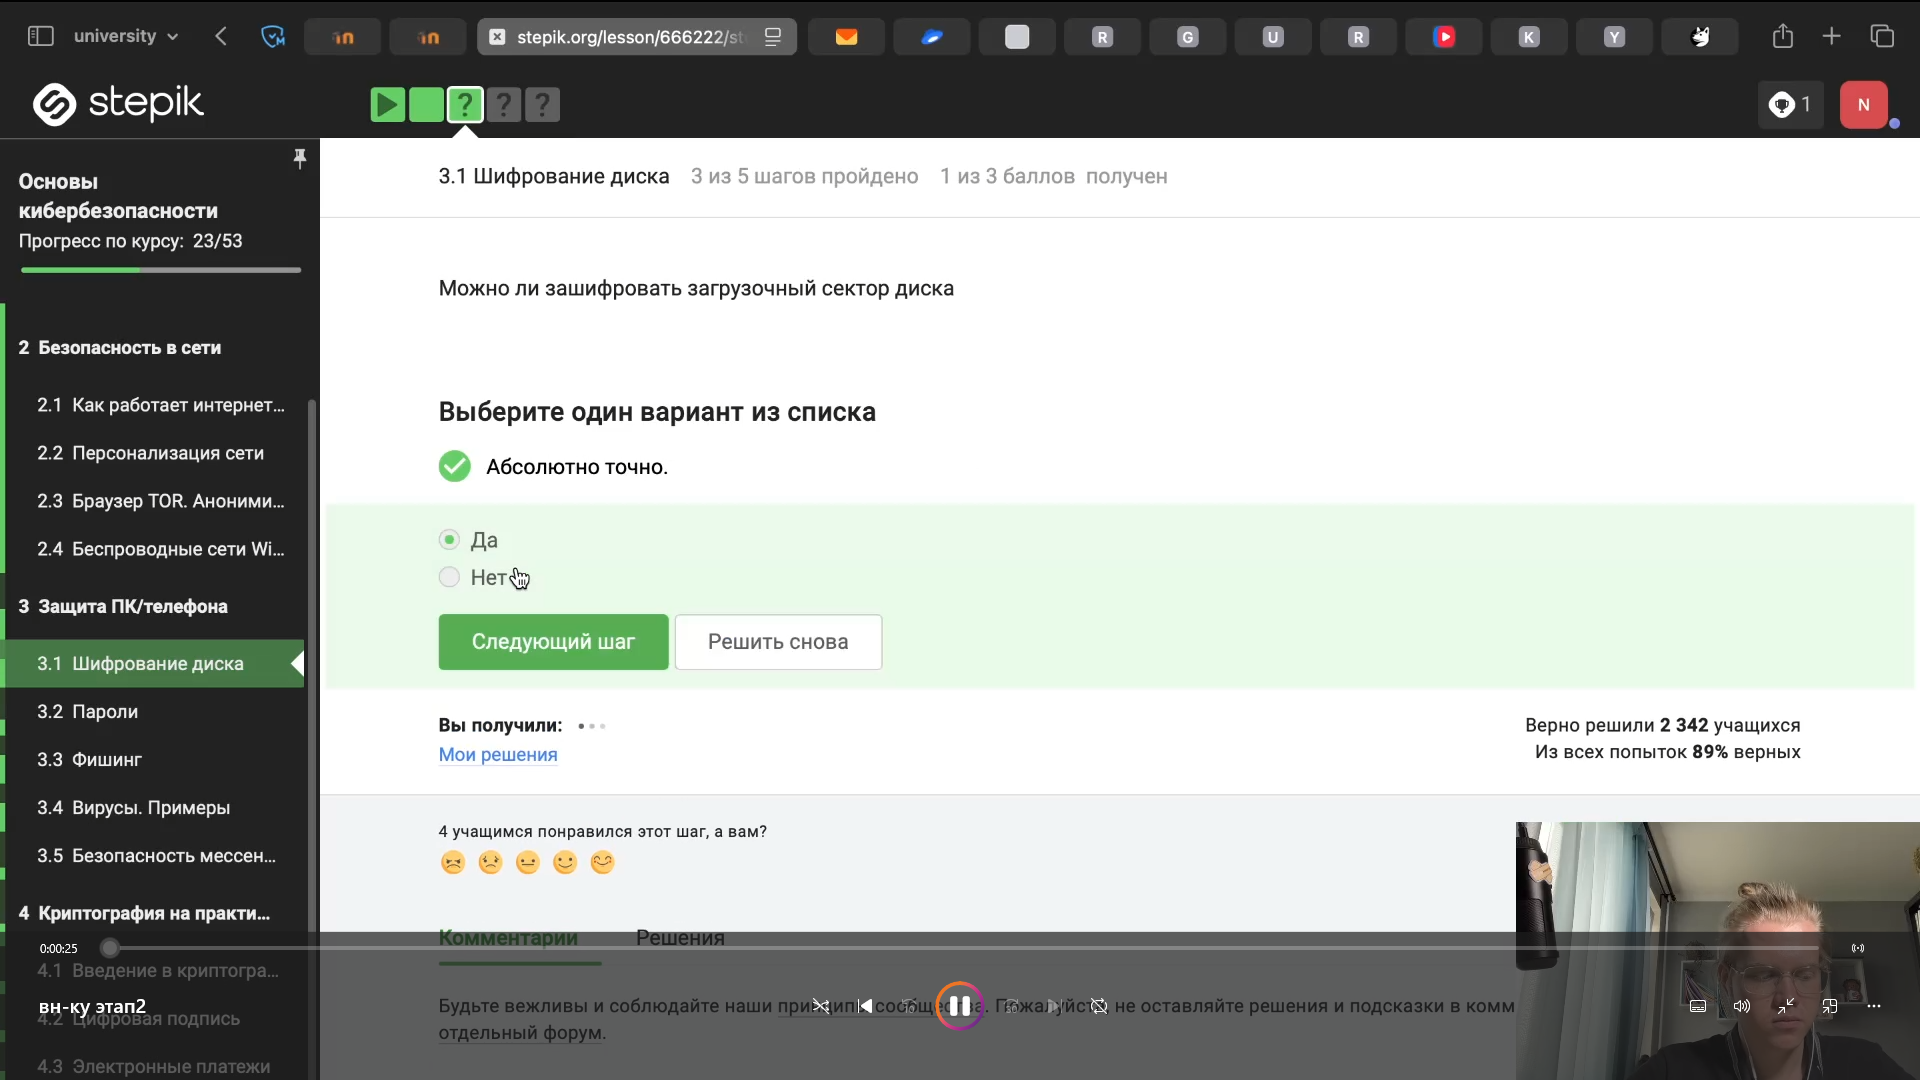 university
stepik.org/lesson/666222/st
R
G
U
R
K
Y
stepik
1
N
Основы
кибербезопасности
Прогресс по курсу: 23/53
2 Безопасность в сети
2.1 Как работает интернет...
2.2 Персонализация сети
2.3 Браузер TOR. Аноними...
2.4 Беспроводные сети Wi...
3 Защита ПК/телефона
3.1 Шифрование диска
3.2 Пароли
3.3 Фишинг
3.4 Вирусы. Примеры
3.5 Безопасность мессен...
4 Криптография на практи...
4.1 Введение в криптогра...
4.2 Цифровая подпись
4.3 Электронные платежи
3.1 Шифрование диска 3 из 5 шагов пройдено 1 из 3 баллов получен
Можно ли зашифровать загрузочный сектор диска
Выберите один вариант из списка
Абсолютно точно.
Да
Нет
Следующий шаг
Решить снова
Вы получили:
Мои решения
Верно решили 2 342 учащихся
Из всех попыток 89% верных
4 учащимся понравился этот шаг, а вам?
Комментарии
Решения
Будьте вежливы и соблюдайте наши принципы сообщества. Пожалуйста, не оставляйте решения и подсказки в комм
отдельный форум.
0:00:25
вн-ку этап2